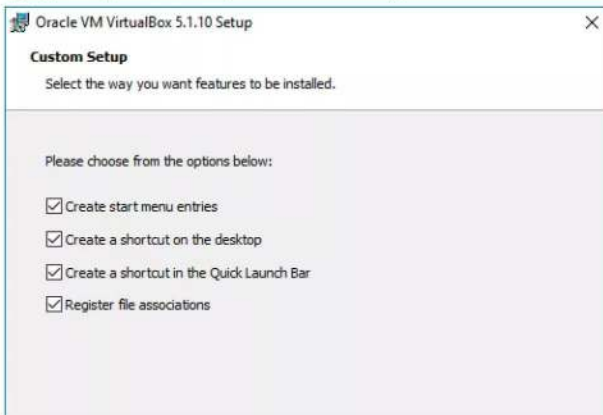 Oracle VM VirtualBox 5.1.10 Setup
Custom Setup
Select the way you want features to be installed.
Please choose from the options below:
Create start menu entries
Create a shortcut on the desktop
Create a shortcut in the Quick Launch Bar
Register file associations